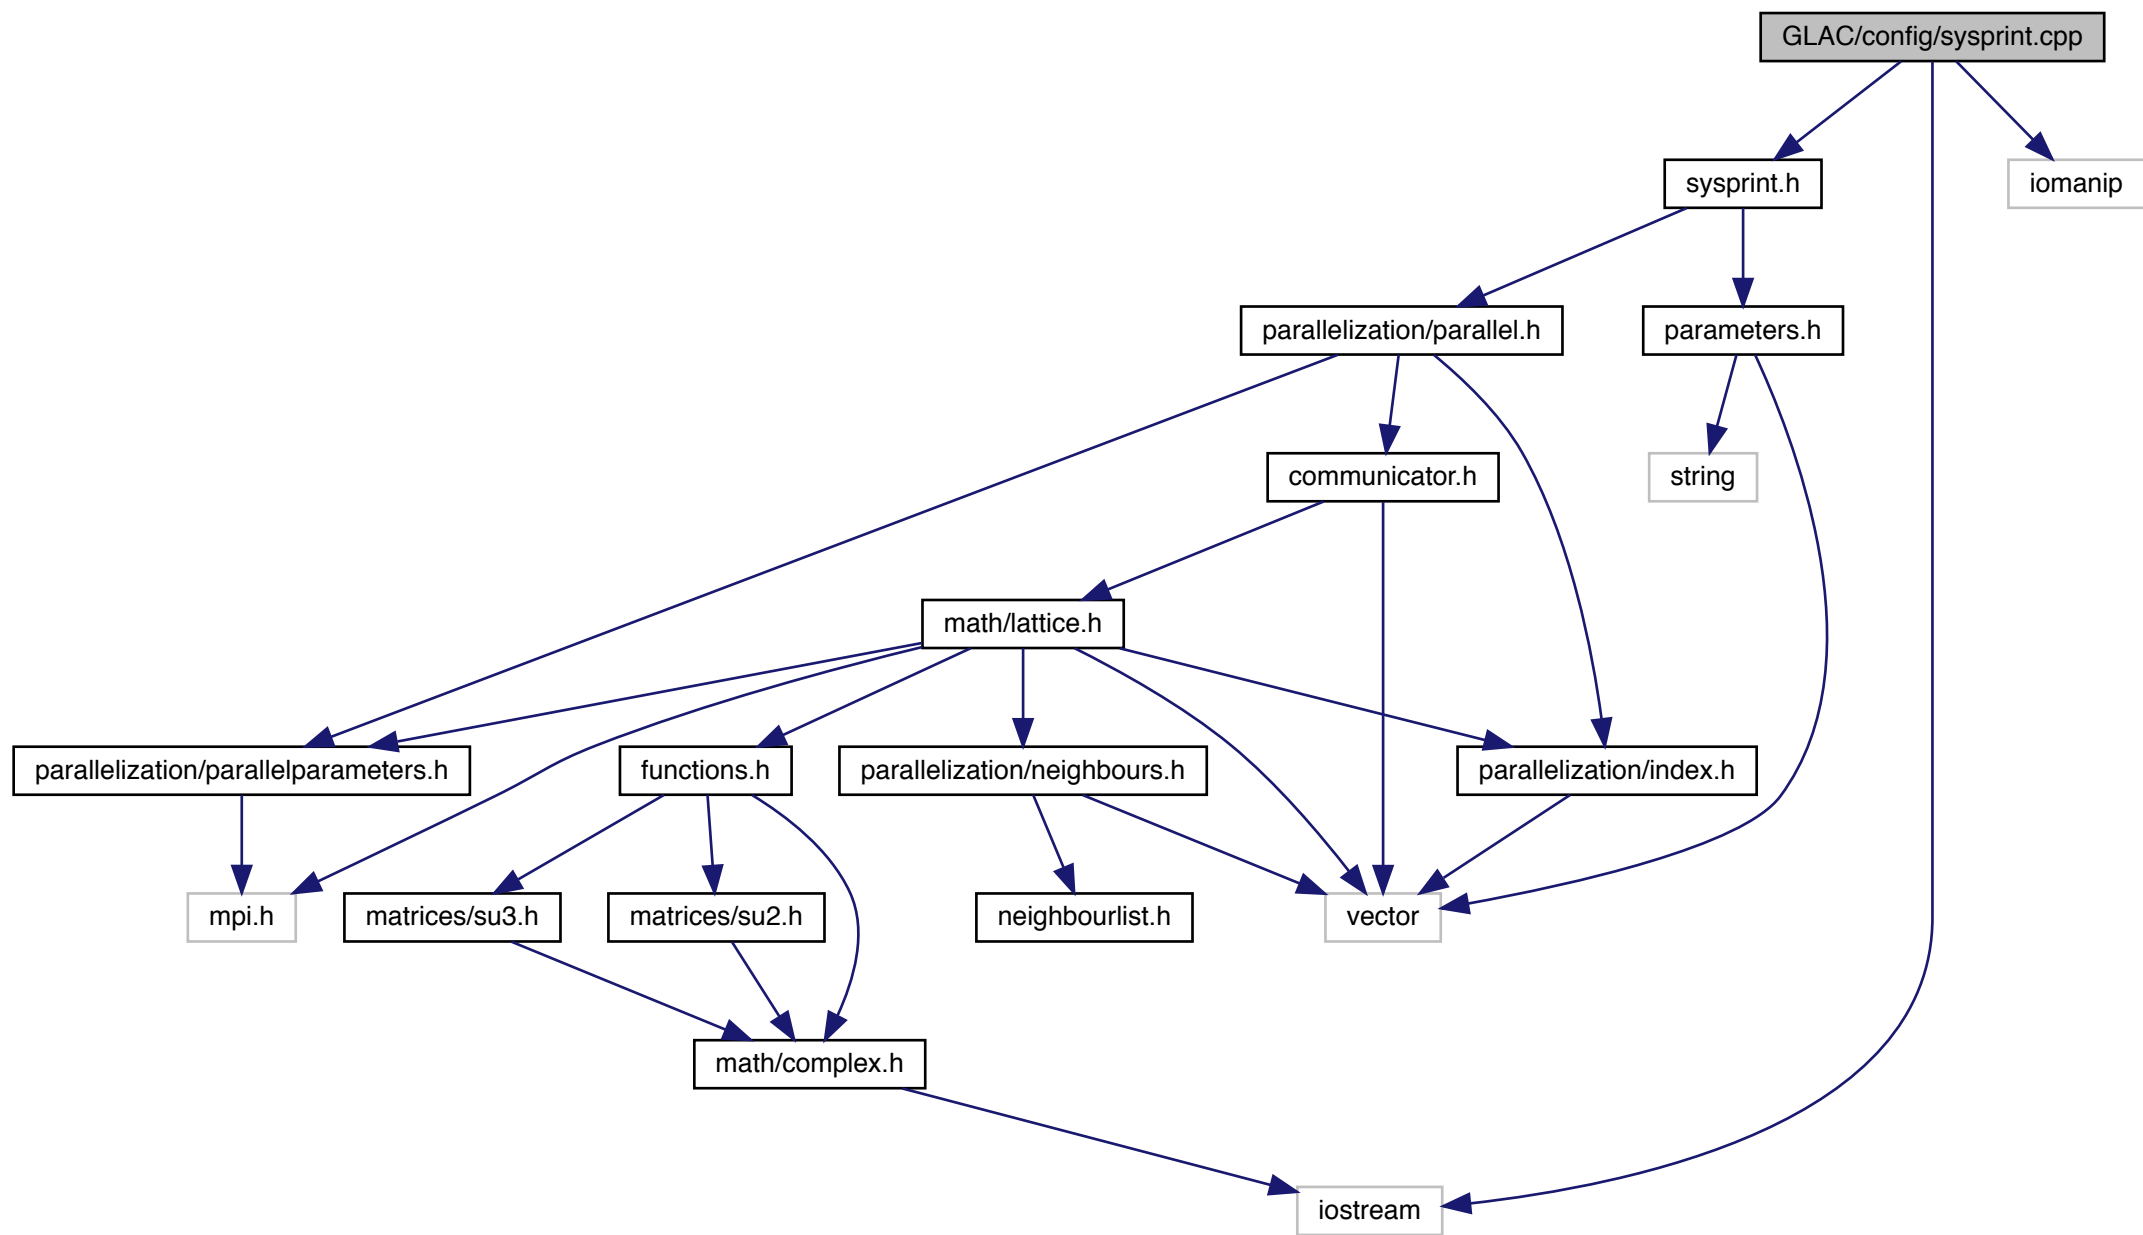 GLAC/config/sysprint.cpp
sysprint.h
iomanip
parallelization/parallel.h
parameters.h
communicator.h
string
math/lattice.h
parallelization/parallelparameters.h
functions.h
parallelization/neighbours.h
parallelization/index.h
mpi.h
matrices/su3.h
matrices/su2.h
neighbourlist.h
vector
math/complex.h
iostream